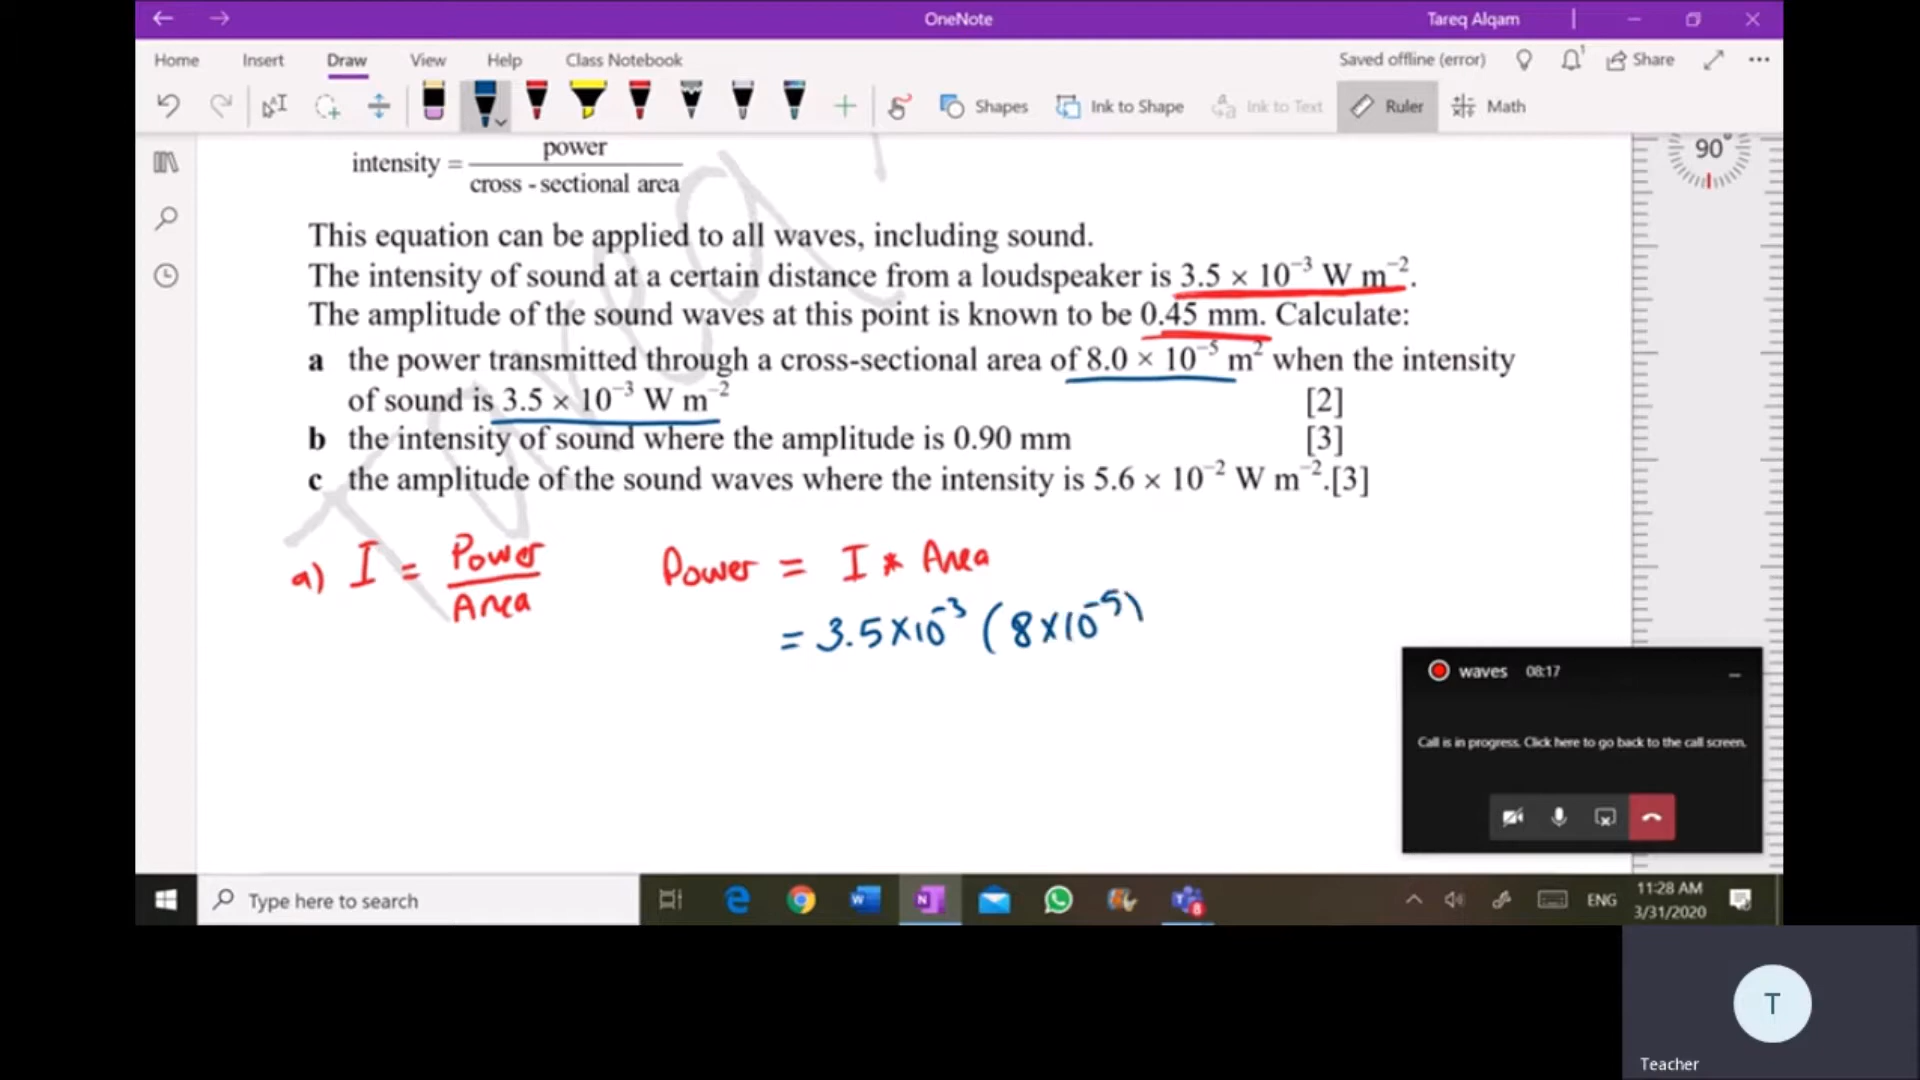 OneNote
Tareq Alqam
Home Insert Draw View Help Class Notebook
Saved offline (error) 1 Share
Shapes Ink to Shape Ink to Text Ruler Math
90°
intensity = power / cross - sectional area
This equation can be applied to all waves, including sound.
The intensity of sound at a certain distance from a loudspeaker is 3.5 × 10⁻³ W m⁻².
The amplitude of the sound waves at this point is known to be 0.45 mm. Calculate:
a the power transmitted through a cross-sectional area of 8.0 × 10⁻⁵ m² when the intensity
of sound is 3.5 × 10⁻³ W m⁻² [2]
b the intensity of sound where the amplitude is 0.90 mm [3]
c the amplitude of the sound waves where the intensity is 5.6 × 10⁻² W m⁻².[3]
a) I = Power / Area Power = I * Area
= 3.5×10⁻³ (8×10⁻⁵)
waves 08:17
Call is in progress. Click here to go back to the call screen.
Type here to search
8
ENG
11:28 AM
3/31/2020
T
Teacher